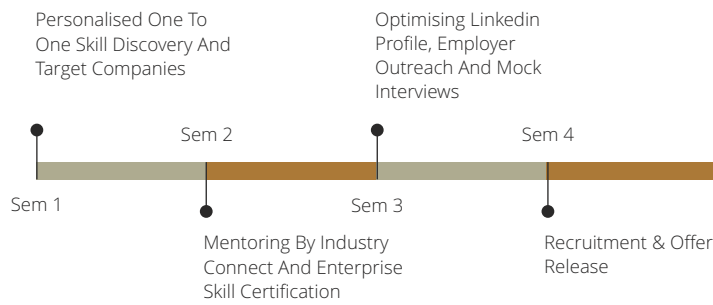 Personalised One To
One Skill Discovery And
Target Companies
Optimising Linkedin
Profile, Employer
Outreach And Mock
Interviews
Sem 2
Sem 4
Sem 1
Sem 3
Mentoring By Industry
Connect And Enterprise
Skill Certification
Recruitment & Offer
Release